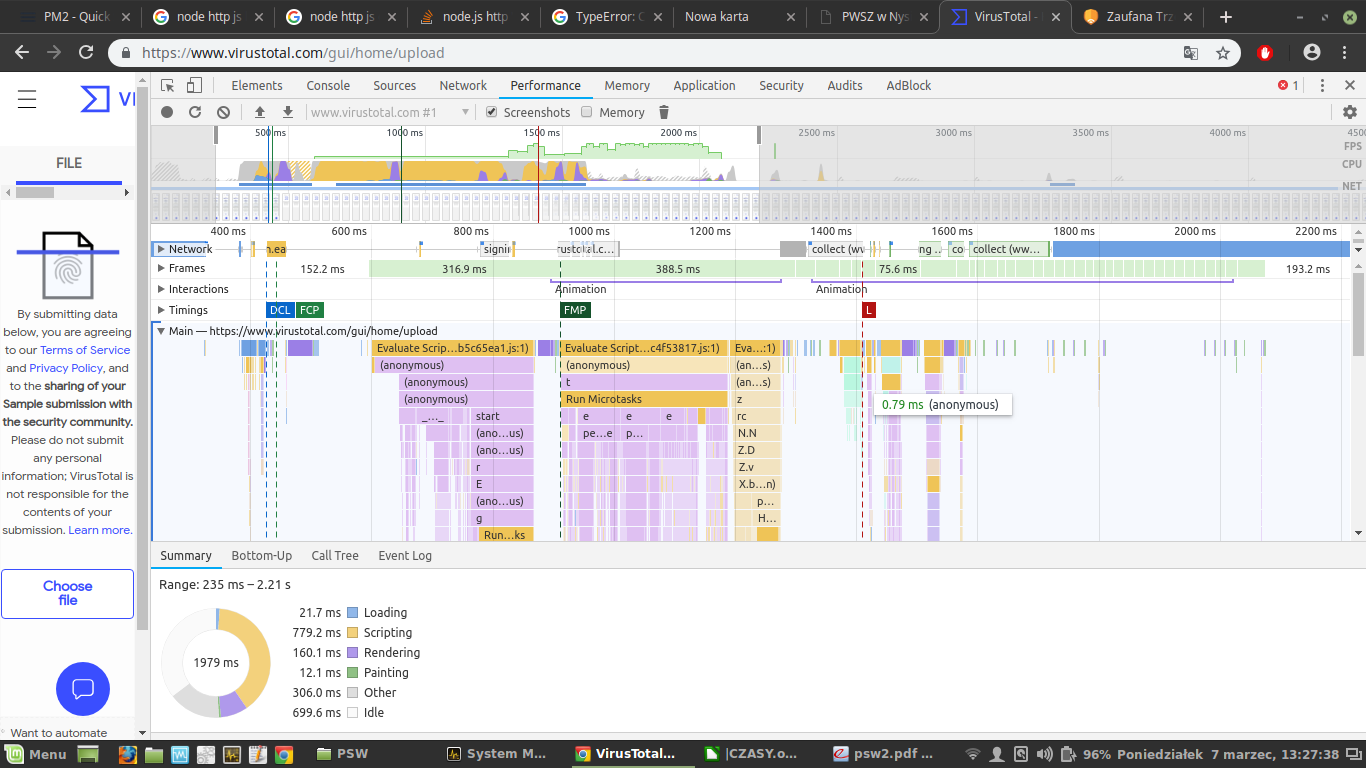 PM2 - Quick
node http js
node http js
node.js http
TypeError: C
Nowa karta
PWSZ w Nys
VirusTotal -
Zaufana Trz
https://www.virustotal.com/gui/home/upload
Elements Console Sources Network Performance Memory Application Security Audits AdBlock 1
www.virustotal.com #1 Screenshots Memory
500 ms 1000 ms 1500 ms 2000 ms 2500 ms 3000 ms 3500 ms 4000 ms 4500
FPS
CPU
NET
400 ms 600 ms 800 ms 1000 ms 1200 ms 1400 ms 1600 ms 1800 ms 2000 ms 2200 ms
Network n.ea signin rustotal.c... collect (wv ng ... co collect (ww...
Frames 152.2 ms 316.9 ms 388.5 ms 75.6 ms 193.2 ms
Interactions Animation Animation
Timings DCL FCP FMP L
Main — https://www.virustotal.com/gui/home/upload
Evaluate Scrip...b5c65ea1.js:1) Evaluate Script...c4f53817.js:1) Eva...:1)
(anonymous) (anonymous) (an...s)
(anonymous) t (an...s)
(anonymous) Run Microtasks z
_..._ start e e e rc
(ano...us) pe...e p... N.N
(ano...us) Z.D
r Z.v
E X.b...n)
(ano...us) p...
g H...
Run...ks
0.79 ms (anonymous)
VI
FILE
By submitting data
below, you are agreeing
to our Terms of Service
and Privacy Policy, and
to the sharing of your
Sample submission with
the security community.
Please do not submit
any personal
information; VirusTotal is
not responsible for the
contents of your
submission. Learn more.
Choose
file
Want to automate
Summary Bottom-Up Call Tree Event Log
Range: 235 ms – 2.21 s
1979 ms
21.7 ms Loading
779.2 ms Scripting
160.1 ms Rendering
12.1 ms Painting
306.0 ms Other
699.6 ms Idle
Menu PSW System M... VirusTotal... |CZASY.o... psw2.pdf ... 96% Poniedziałek 7 marzec, 13:27:38